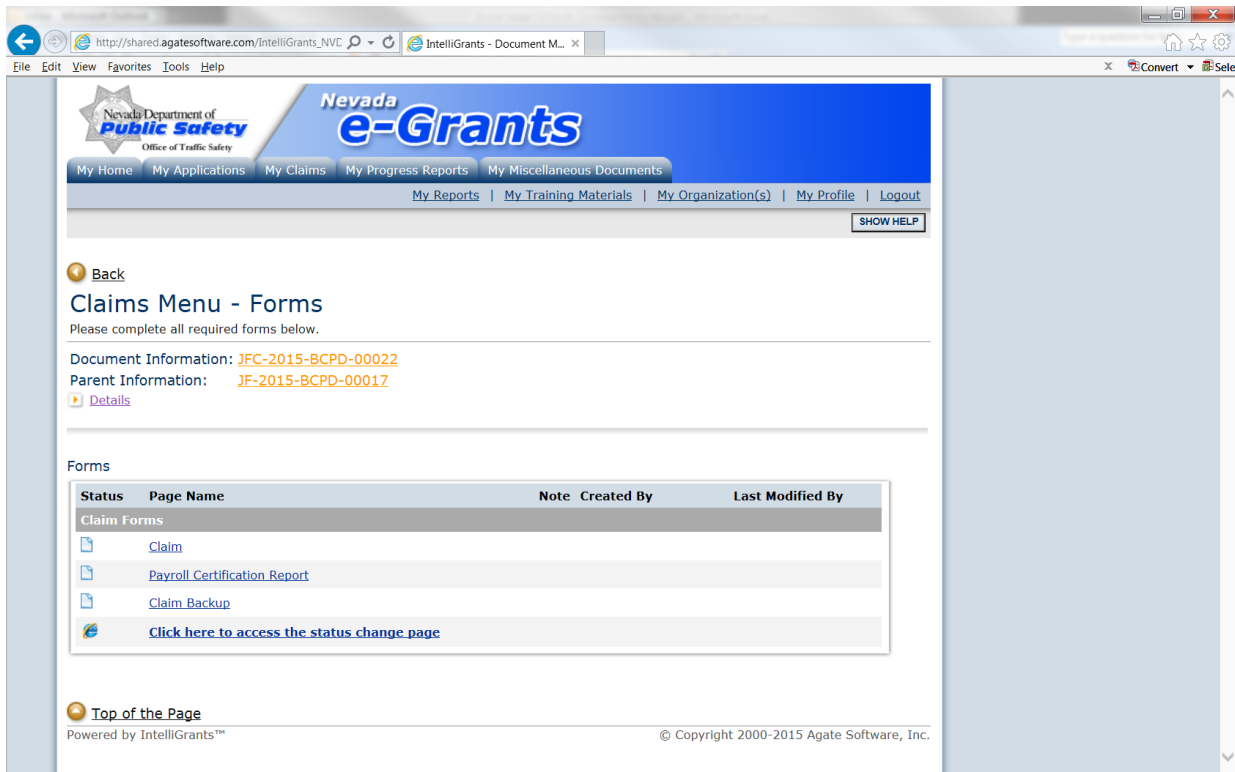 http://shared.agatesoftware.com/IntelliGrants_NVD
IntelliGrants - Document M...
File Edit View Favorites Tools Help
Convert
Sele
Nevada Department of
Public Safety
Office of Traffic Safety
Nevada
e-Grants
My Home My Applications My Claims My Progress Reports My Miscellaneous Documents
My Reports | My Training Materials | My Organization(s) | My Profile | Logout
SHOW HELP
Back
Claims Menu - Forms
Please complete all required forms below.
Document Information: JFC-2015-BCPD-00022
Parent Information: JF-2015-BCPD-00017
Details
Forms
Status Page Name Note Created By Last Modified By
Claim Forms
Claim
Payroll Certification Report
Claim Backup
Click here to access the status change page
Top of the Page
Powered by IntelliGrants™ © Copyright 2000-2015 Agate Software, Inc.